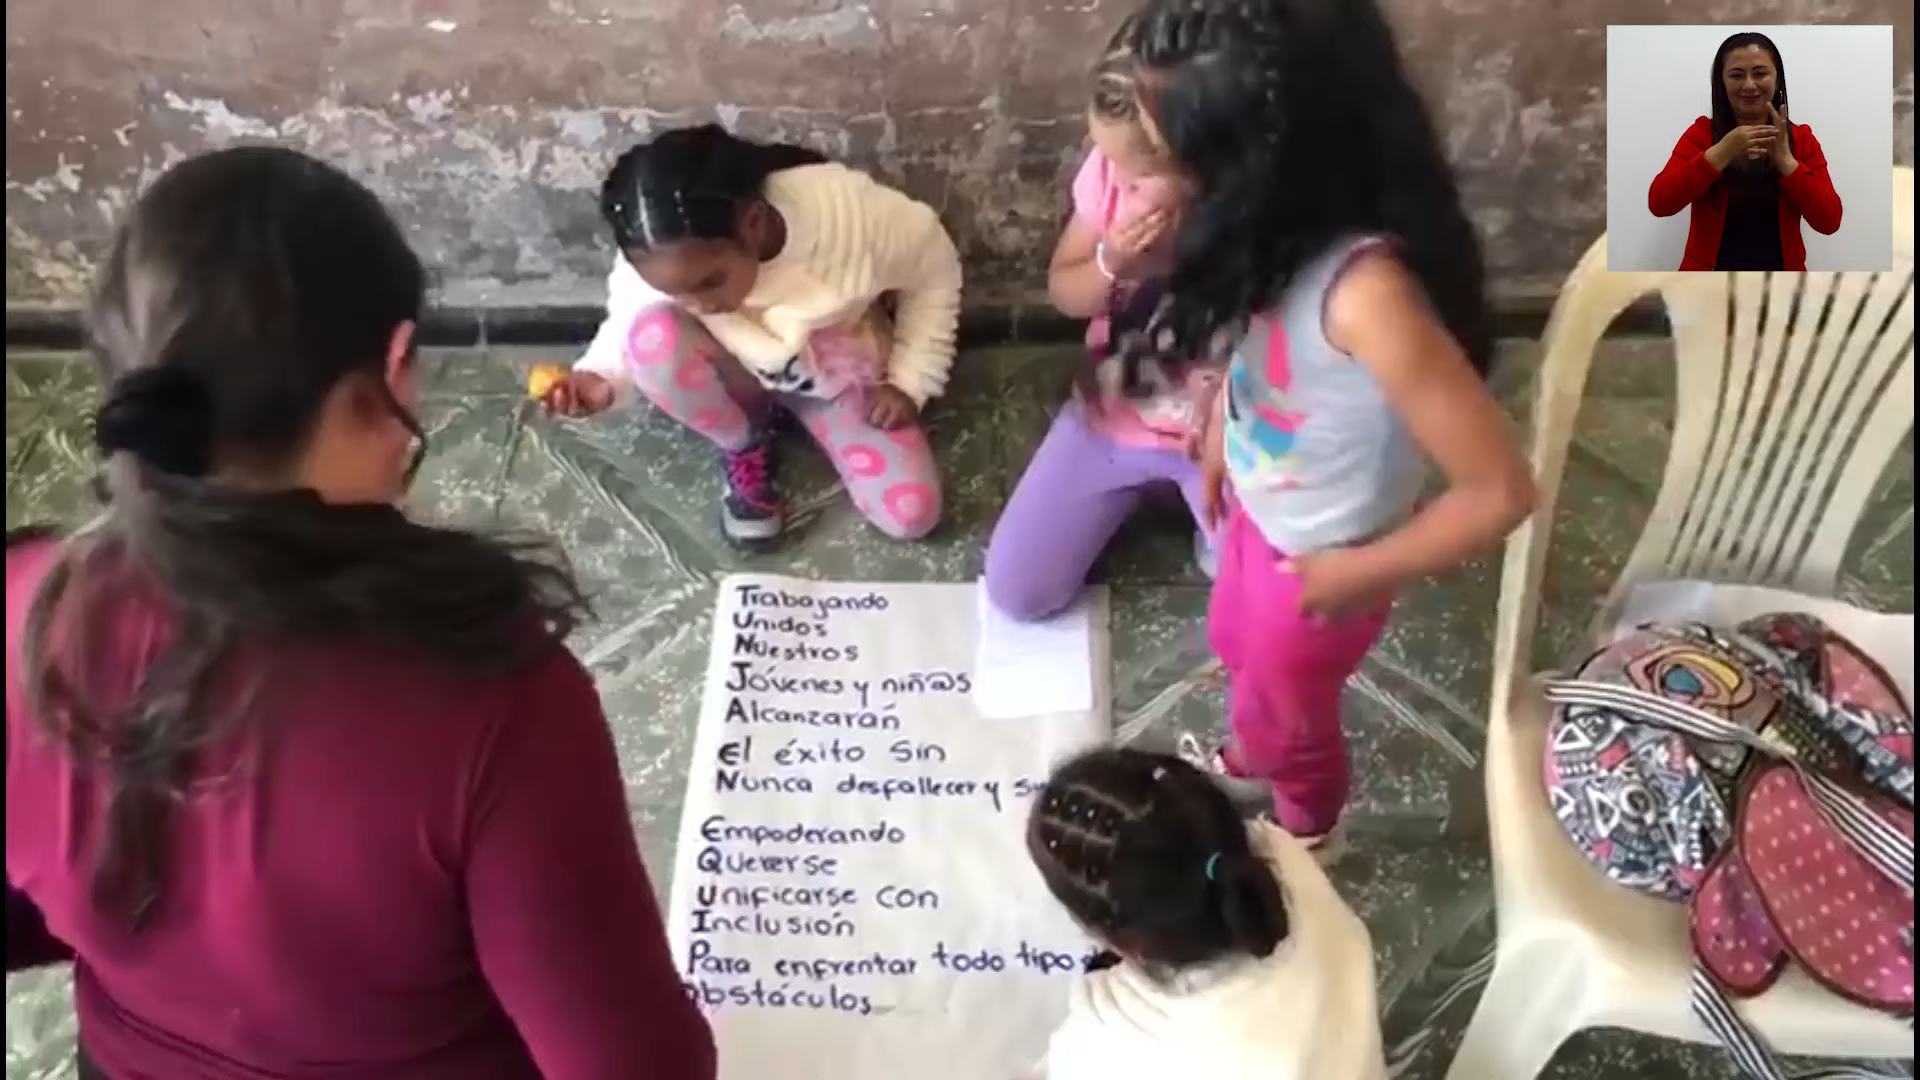 Trabajando
Unidos
Nuestros
Jóvenes y niñ@s
Alcanzarán
El éxito Sin
Nunca desfallecer y
Empoderando
Quererse
Unificarse con
Inclusión
Para enfrentar todo tipo
obstáculos